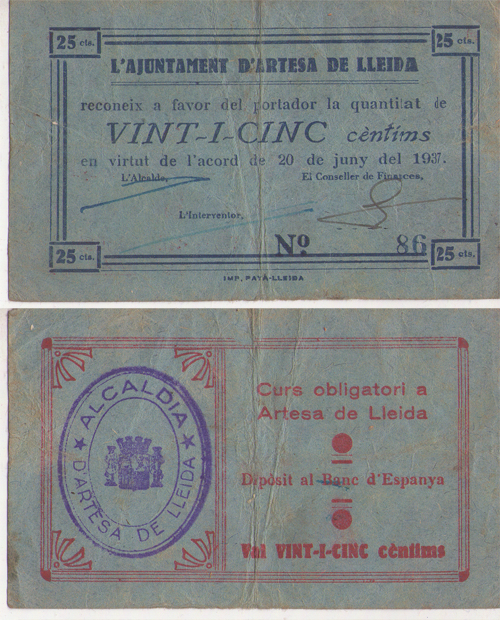 25 cts.
25 cts.
L'AJUNTAMENT D'ARTESA DE LLEIDA
reconeix a favor del portador la quantitat de
VINT-I-CINC cèntims
en virtut de l'acord de 20 de juny del 1937.
L'Alcalde,
El Conseller de Finances,
L'Interventor,
Nº 86
25 cts.
25 cts.
IMP. PAYÀ-LLEIDA
ALCALDIA
D'ARTESA DE LLEIDA
Curs obligatori a
Artesa de Lleida
Dipòsit al Banc d'Espanya
Val VINT-I-CINC cèntims